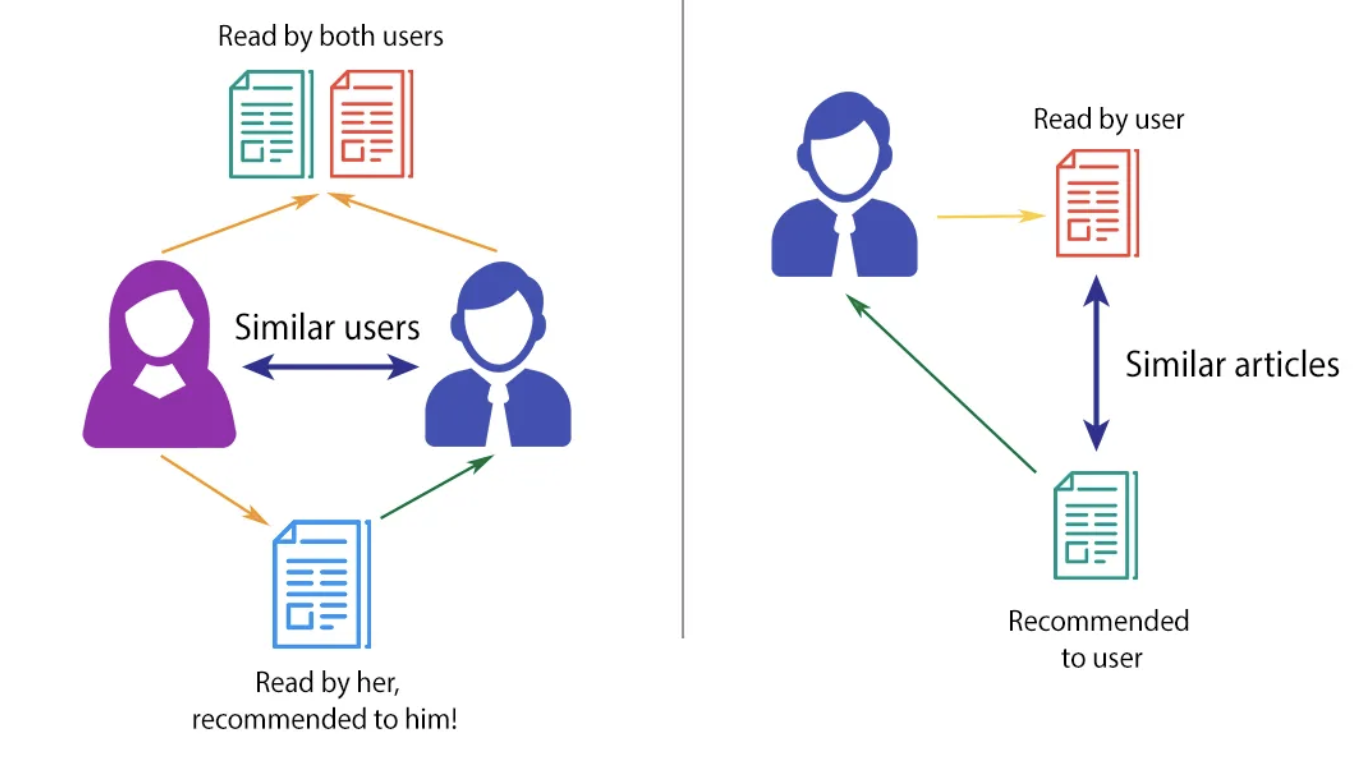 Read by both users
Similar users
Read by her,
recommended to him!
Read by user
Similar articles
Recommended
to user